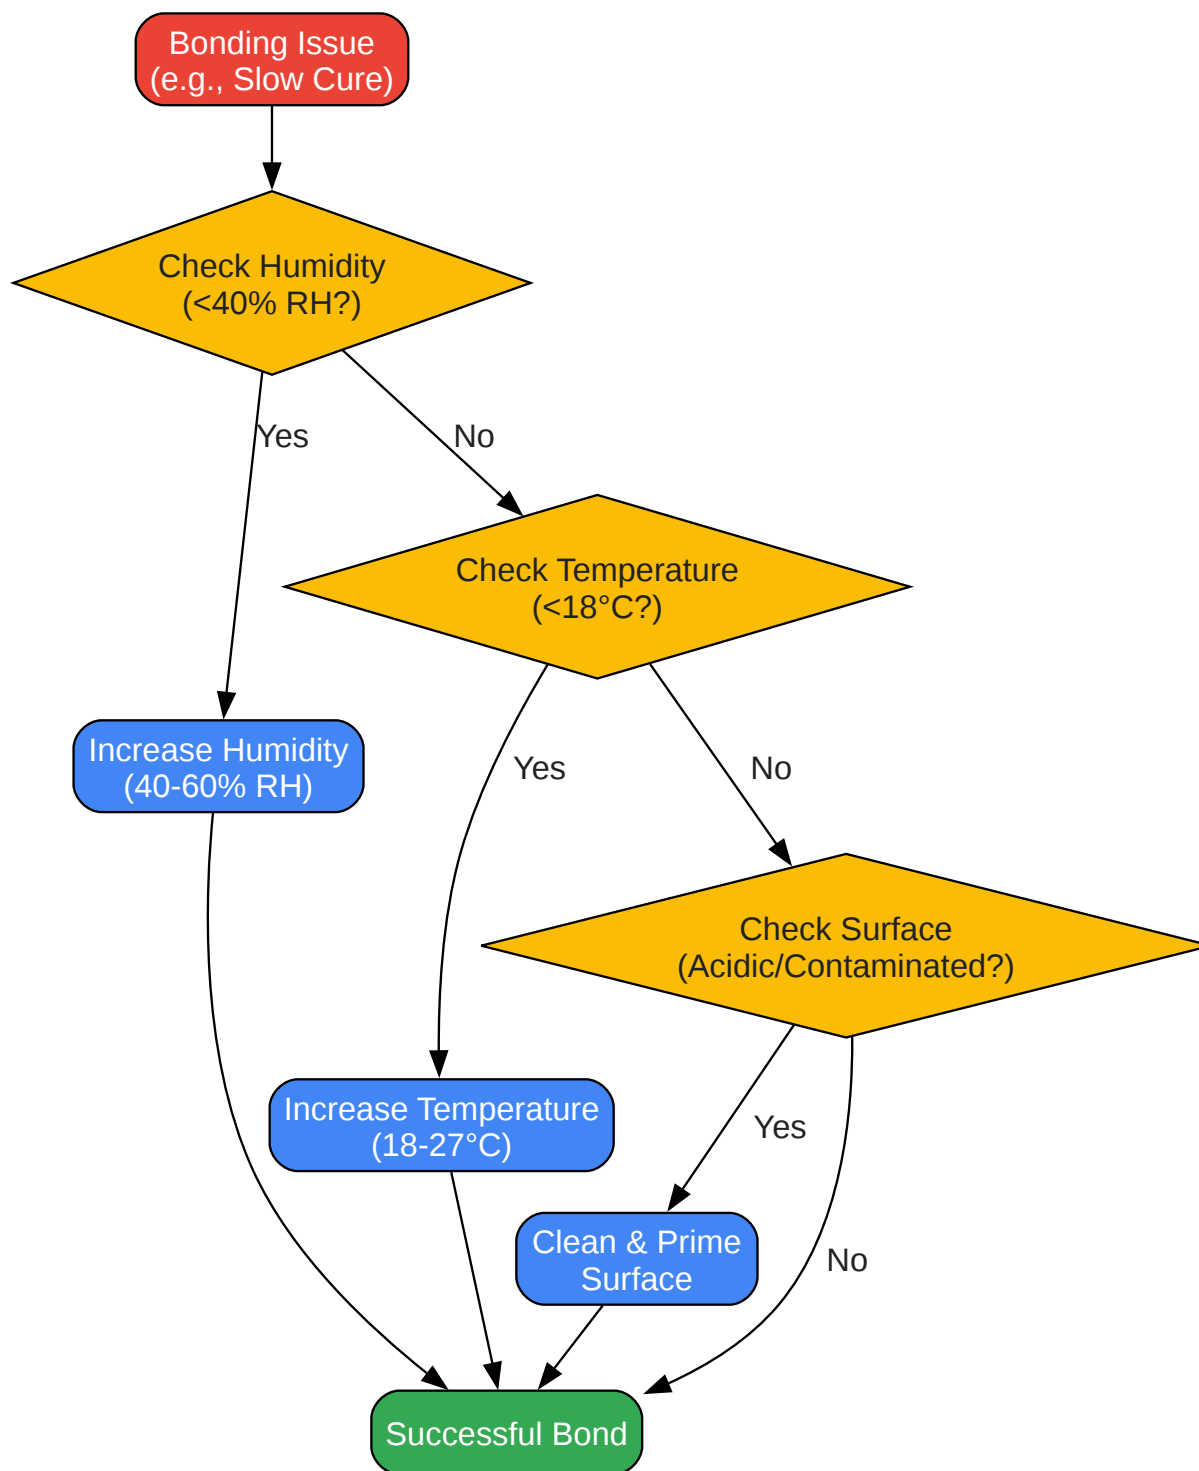 Bonding Issue
(e.g., Slow Cure)
Check Humidity
(<40% RH?)
Yes
No
Check Temperature
(<18°C?)
Increase Humidity
(40-60% RH)
Yes
No
Check Surface
(Acidic/Contaminated?)
Increase Temperature
(18-27°C)
Yes
Clean & Prime
Surface
No
Successful Bond